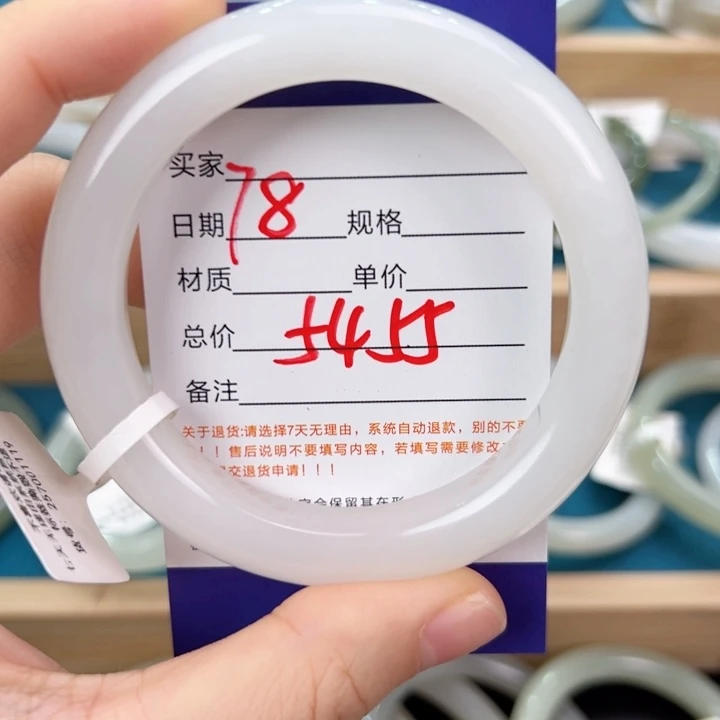 买家
78
日期 规格
材质 单价
总价 5455
备注
关于退货:请选择7天无理由，系统自动退款，别的不要
！！售后说明不要填写内容，若填写需要修改
交退货申请！！！